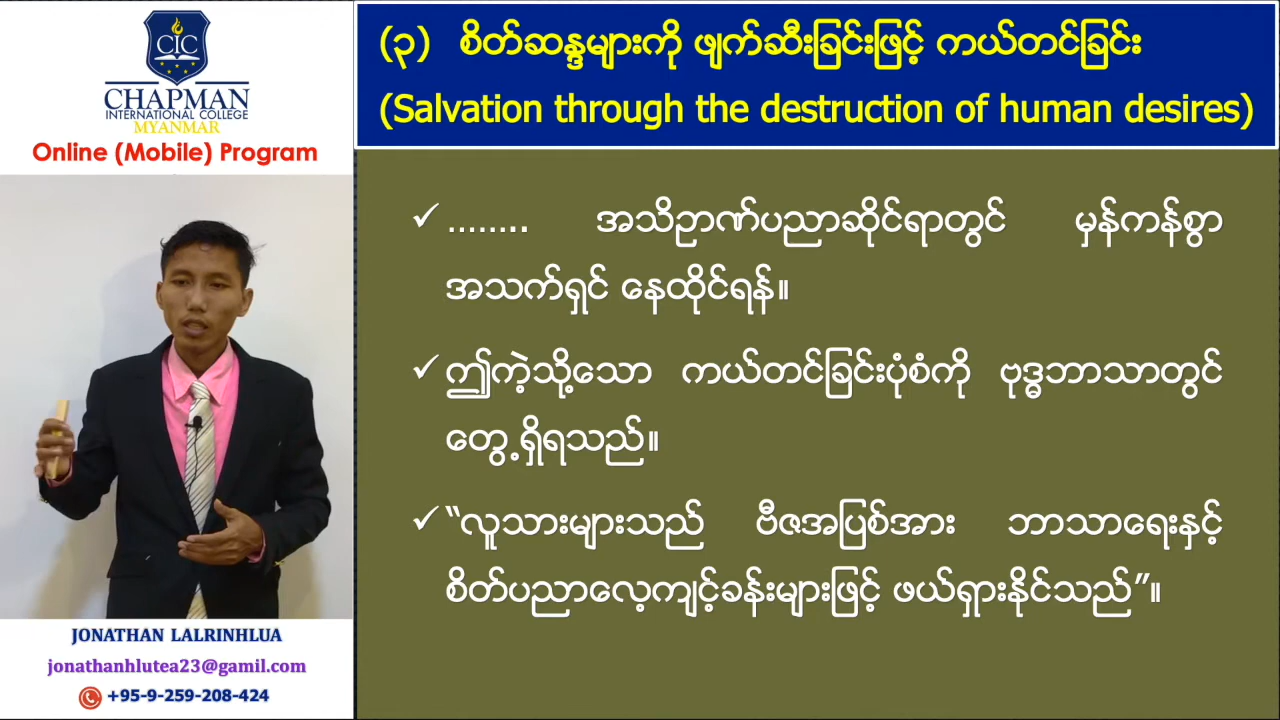 CIC
CHAPMAN
INTERNATIONAL COLLEGE
MYANMAR
Online (Mobile) Program
(၃) စိတ်ဆန္ဒများကို ဖျက်ဆီးခြင်းဖြင့် ကယ်တင်ခြင်း
(Salvation through the destruction of human desires)
✓ ........ အသိဉာဏ်ပညာဆိုင်ရာတွင် မှန်ကန်စွာ
အသက်ရှင် နေထိုင်ရန်။
✓ ဤကဲ့သို့သော ကယ်တင်ခြင်းပုံစံကို ဗုဒ္ဓဘာသာတွင်
တွေ့ရှိရသည်။
✓ “လူသားများသည် ဗီဇအပြစ်အား ဘာသာရေးနှင့်
စိတ်ပညာလေ့ကျင့်ခန်းများဖြင့် ဖယ်ရှားနိုင်သည်”။
JONATHAN LALRINHLUA
jonathanhlutea23@gamil.com
+95-9-259-208-424